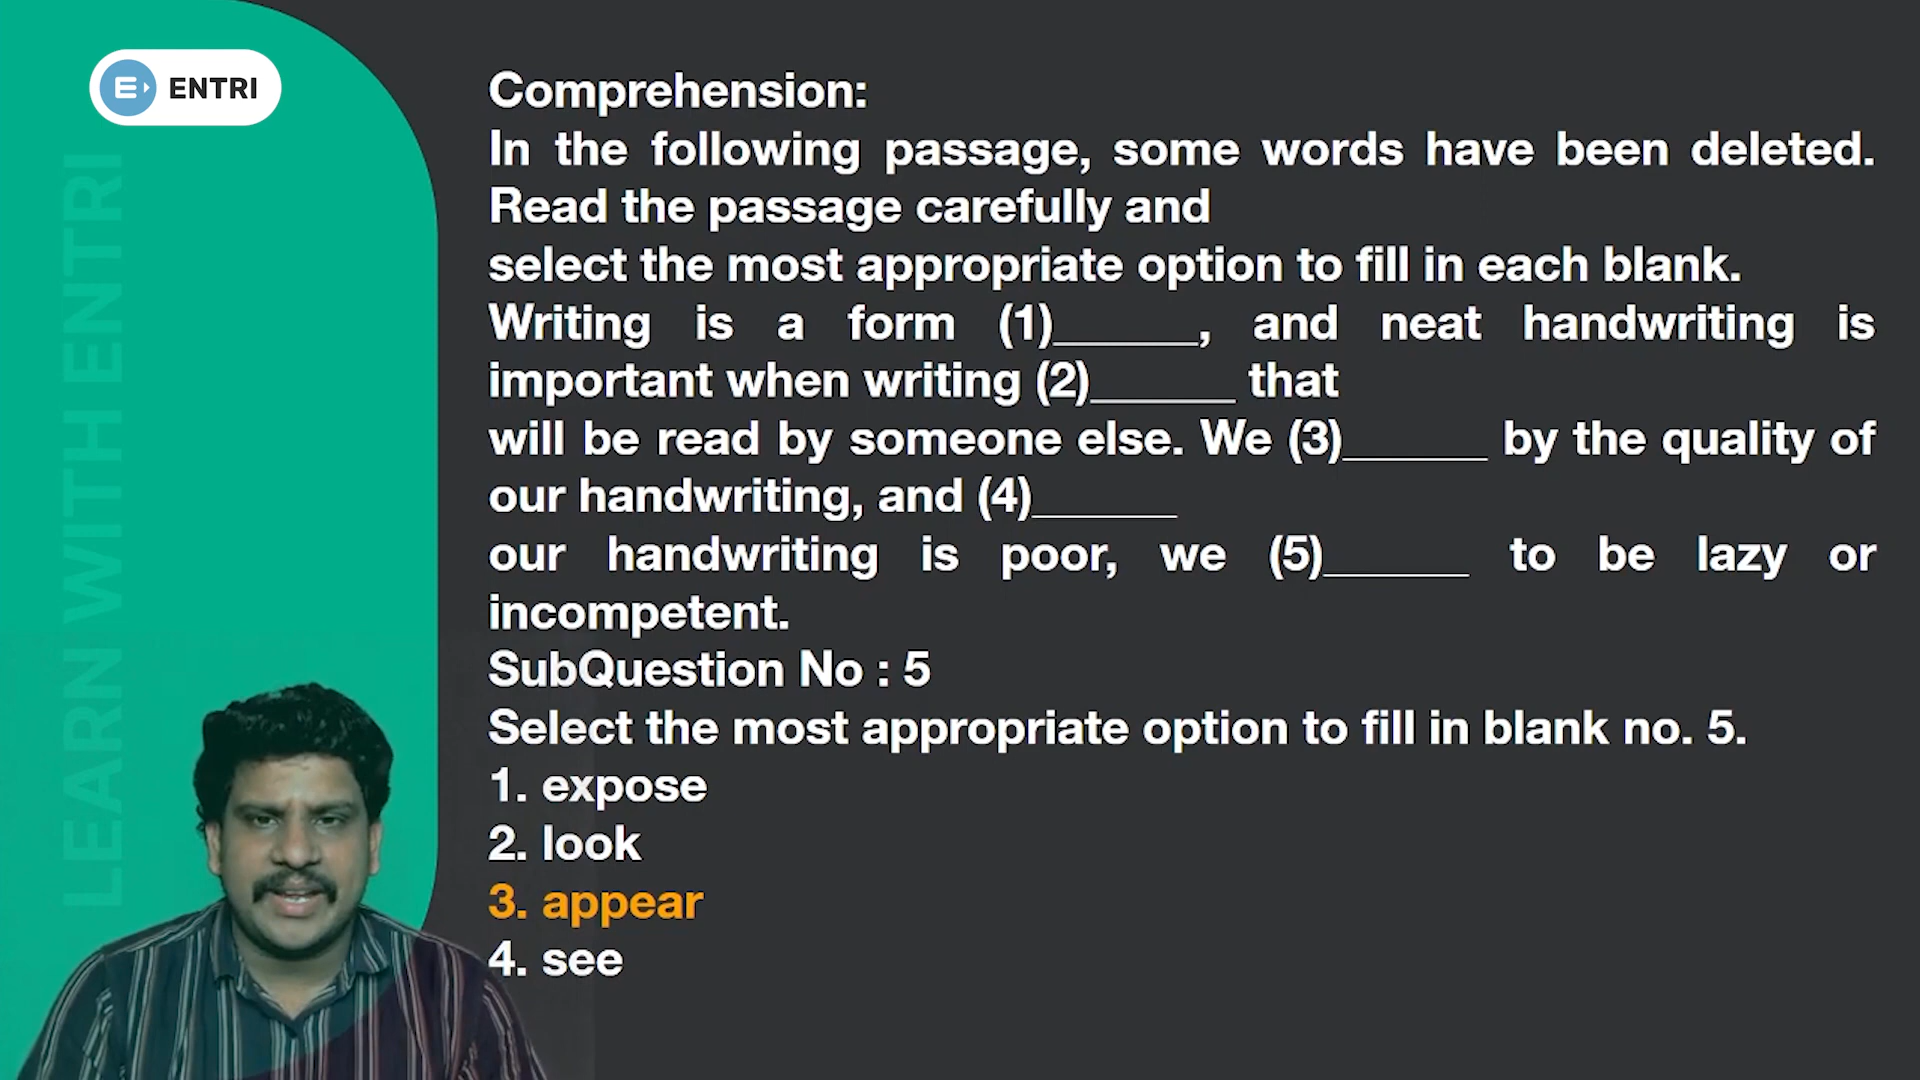 ENTRI
LEARN WITH ENTRI
Comprehension:
In the following passage, some words have been deleted.
Read the passage carefully and
select the most appropriate option to fill in each blank.
Writing is a form (1)______, and neat handwriting is
important when writing (2)______ that
will be read by someone else. We (3)______ by the quality of
our handwriting, and (4)______
our handwriting is poor, we (5)______ to be lazy or
incompetent.
SubQuestion No : 5
Select the most appropriate option to fill in blank no. 5.
1. expose
2. look
3. appear
4. see